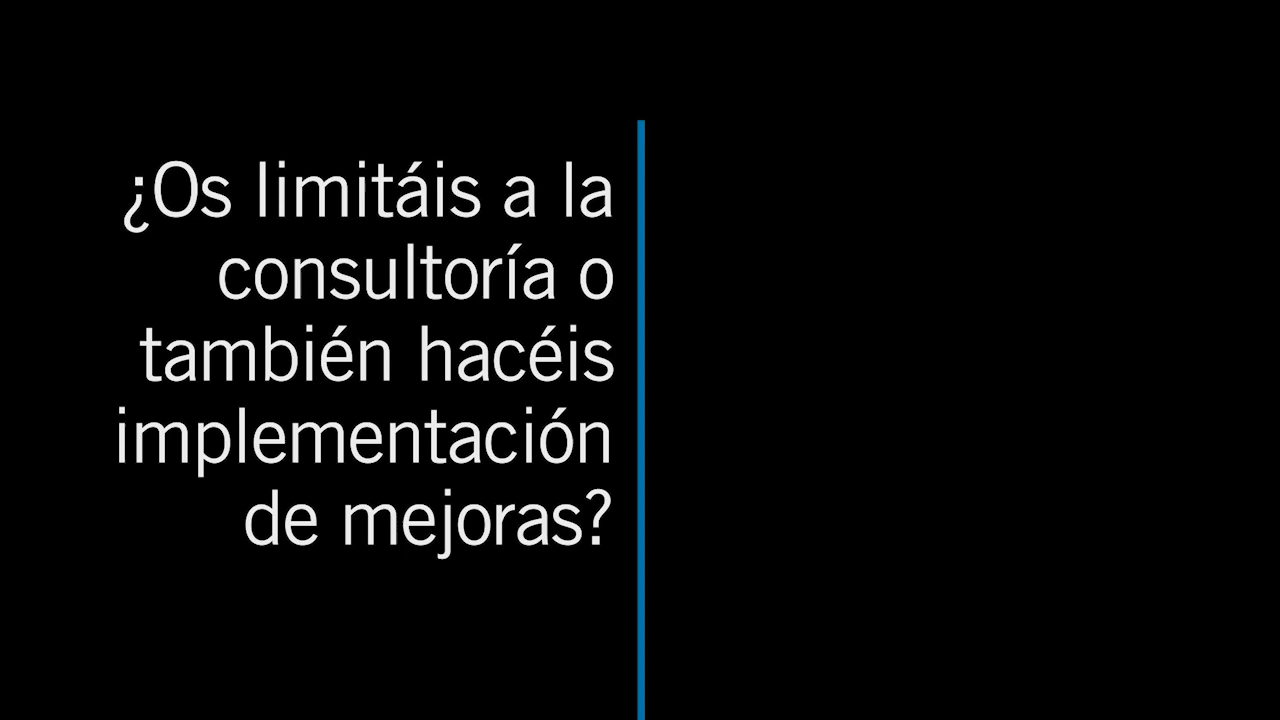 ¿Os limitáis a la
consultoría o
también hacéis
implementación
de mejoras?